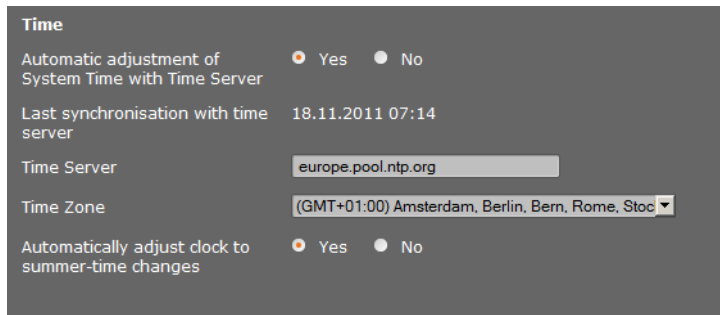 Time
Automatic adjustment of Yes No
System Time with Time Server
Last synchronisation with time 18.11.2011 07:14
server
Time Server europe.pool.ntp.org
Time Zone (GMT+01:00) Amsterdam, Berlin, Bern, Rome, Stoc
Automatically adjust clock to Yes No
summer-time changes